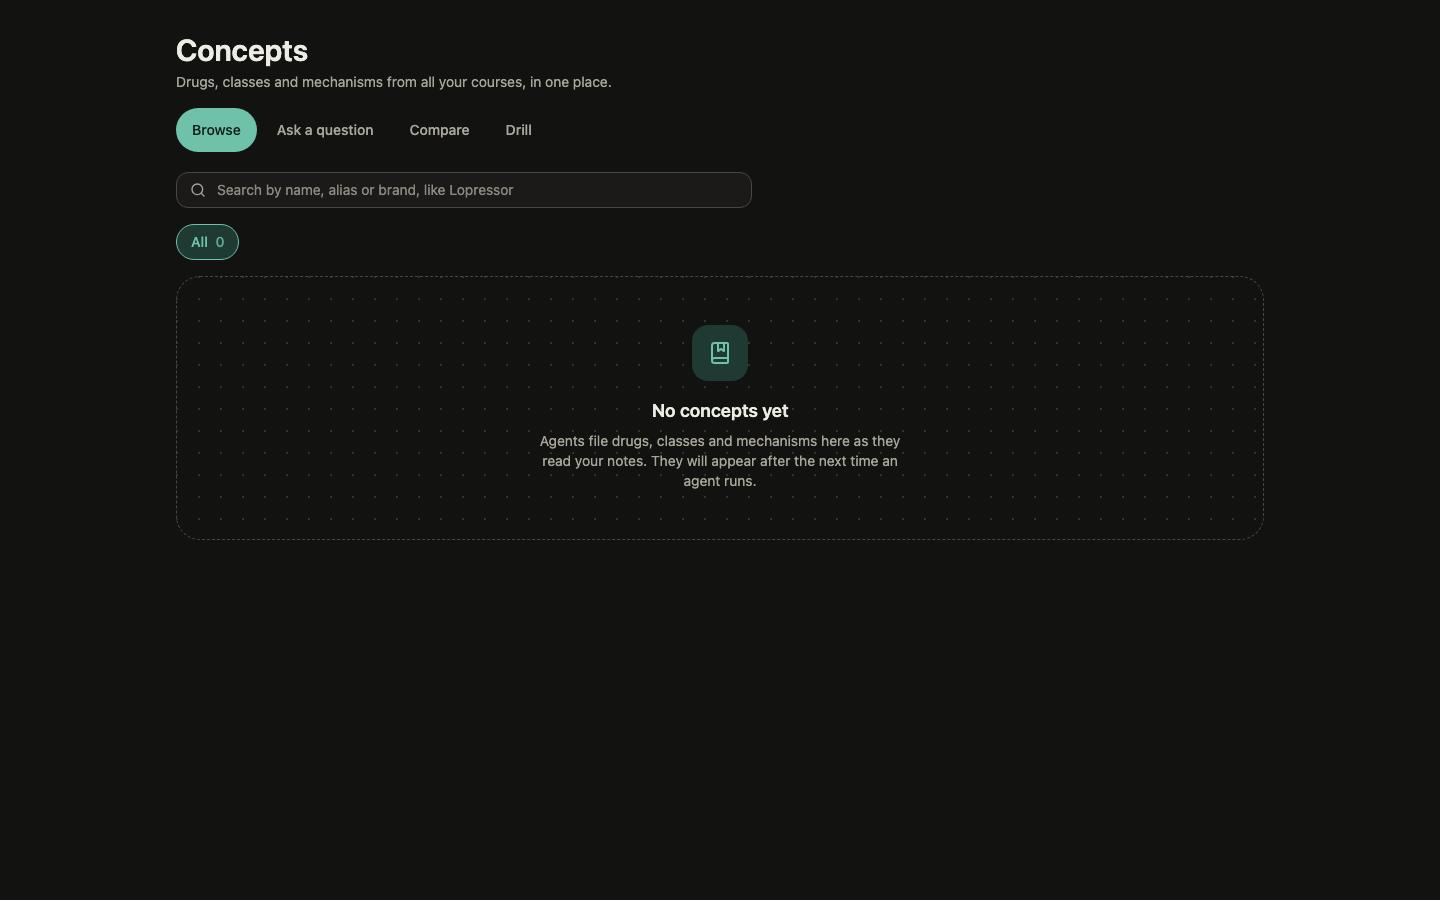 Concepts
Drugs, classes and mechanisms from all your courses, in one place.
Browse Ask a question Compare Drill
Search by name, alias or brand, like Lopressor
All 0
No concepts yet
Agents file drugs, classes and mechanisms here as they
read your notes. They will appear after the next time an
agent runs.